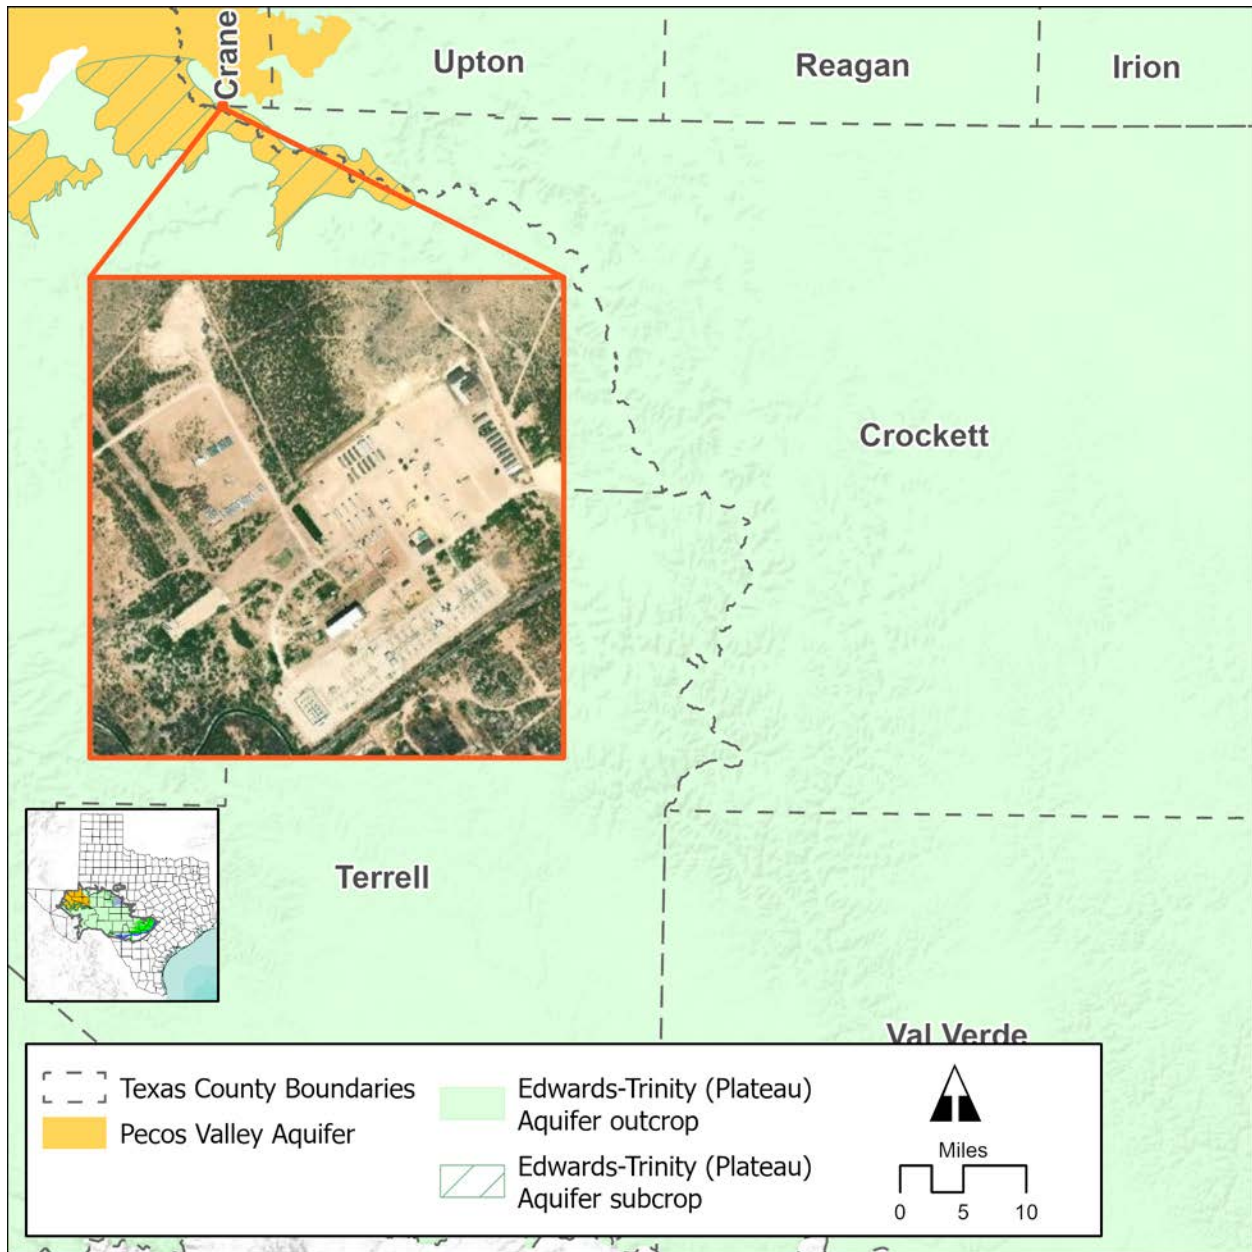 Crane
Upton
Reagan
Irion
Crockett
Terrell
Val Verde
Texas County Boundaries
Pecos Valley Aquifer
Edwards-Trinity (Plateau)
Aquifer outcrop
Edwards-Trinity (Plateau)
Aquifer subcrop
Miles
0 5 10